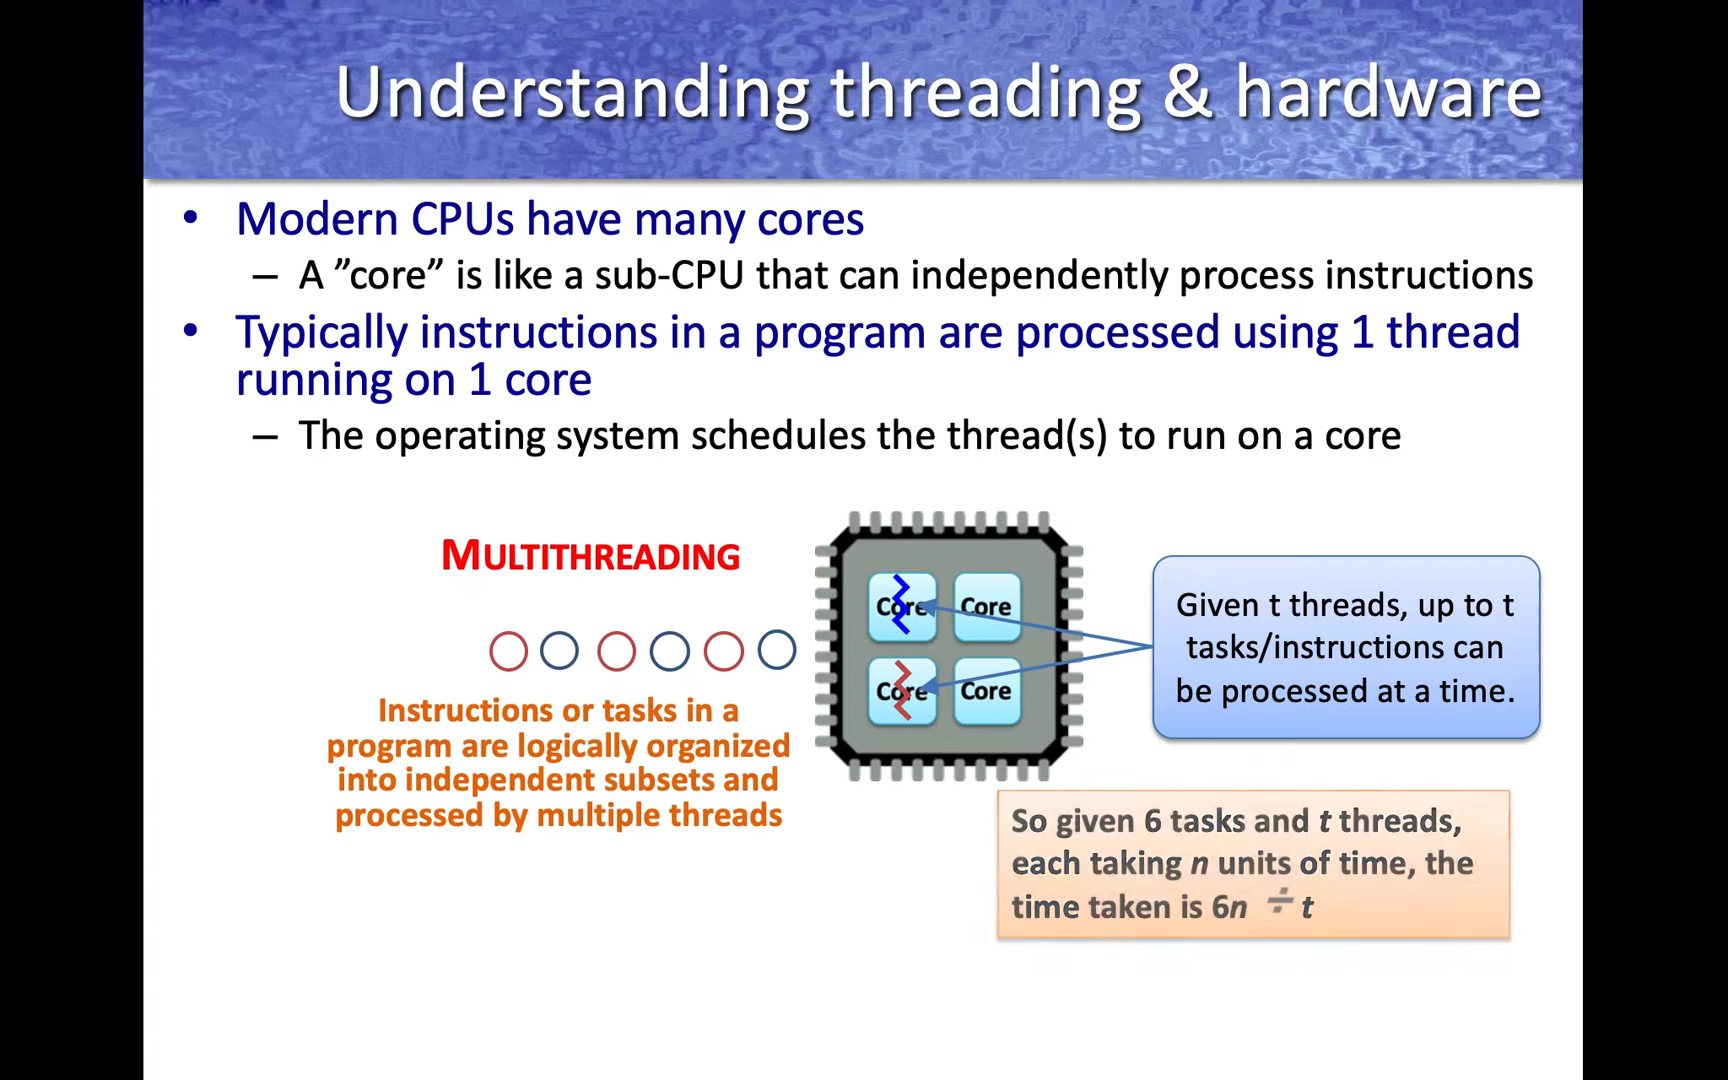 Understanding threading & hardware
• Modern CPUs have many cores
– A ”core” is like a sub-CPU that can independently process instructions
• Typically instructions in a program are processed using 1 thread
running on 1 core
– The operating system schedules the thread(s) to run on a core
MULTITHREADING
Instructions or tasks in a
program are logically organized
into independent subsets and
processed by multiple threads
Core
Core
Core
Core
Given t threads, up to t
tasks/instructions can
be processed at a time.
So given 6 tasks and t threads,
each taking n units of time, the
time taken is 6n ÷ t